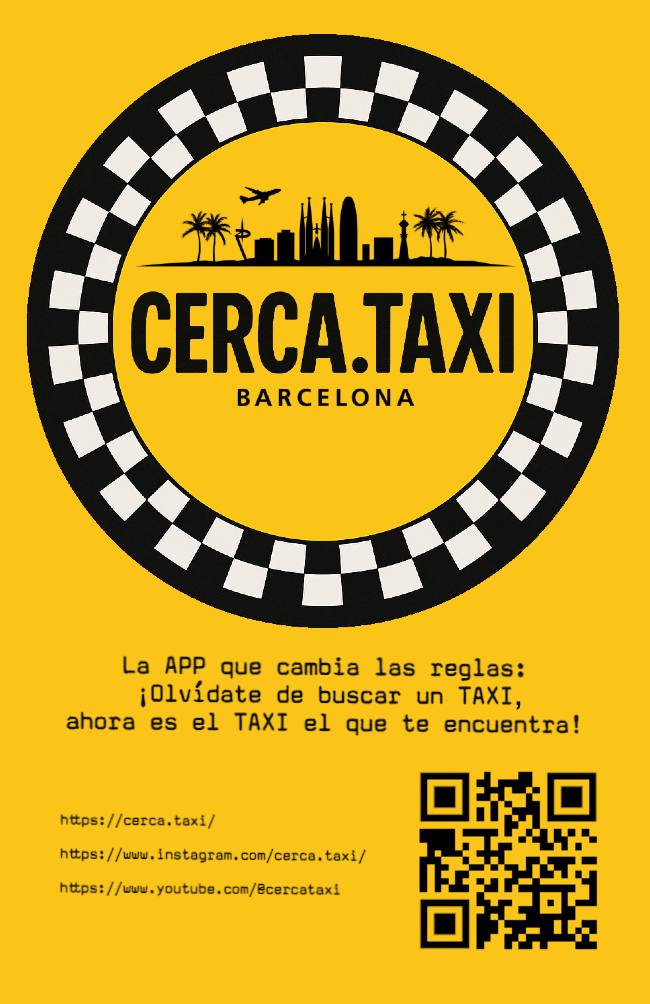 CERCA.TAXI
BARCELONA
La APP que cambia las reglas:
¡Olvídate de buscar un TAXI,
ahora es el TAXI el que te encuentra!
https://cerca.taxi/
https://www.instagram.com/cerca.taxi/
https://www.youtube.com/@cercataxi